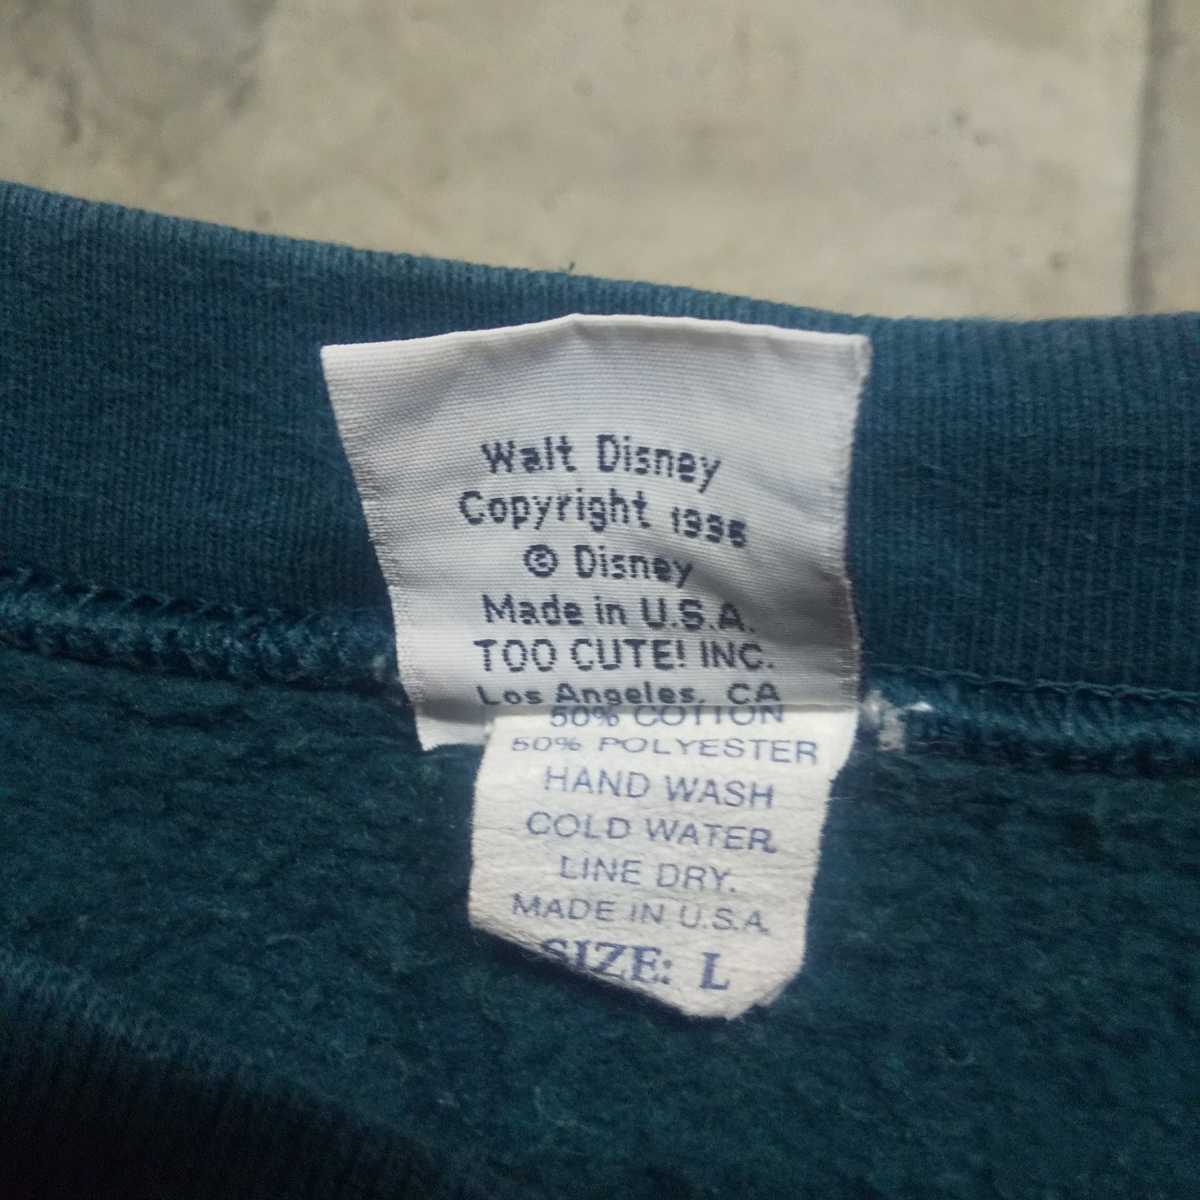 Walt Disney
Copyright
© Disney
Made in U.S.A.
TOO CUTE! INC.
Los Angeles, CA
50% COTTON
50% POLYESTER
HAND WASH
COLD WATER
LINE DRY.
MADE IN U.S.A.
SIZE: L